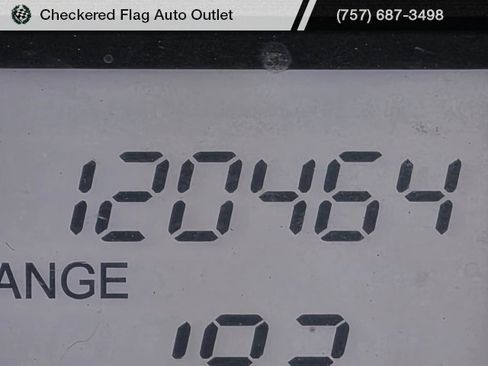 Checkered Flag Auto Outlet
(757) 687-3498
120464
ANGE